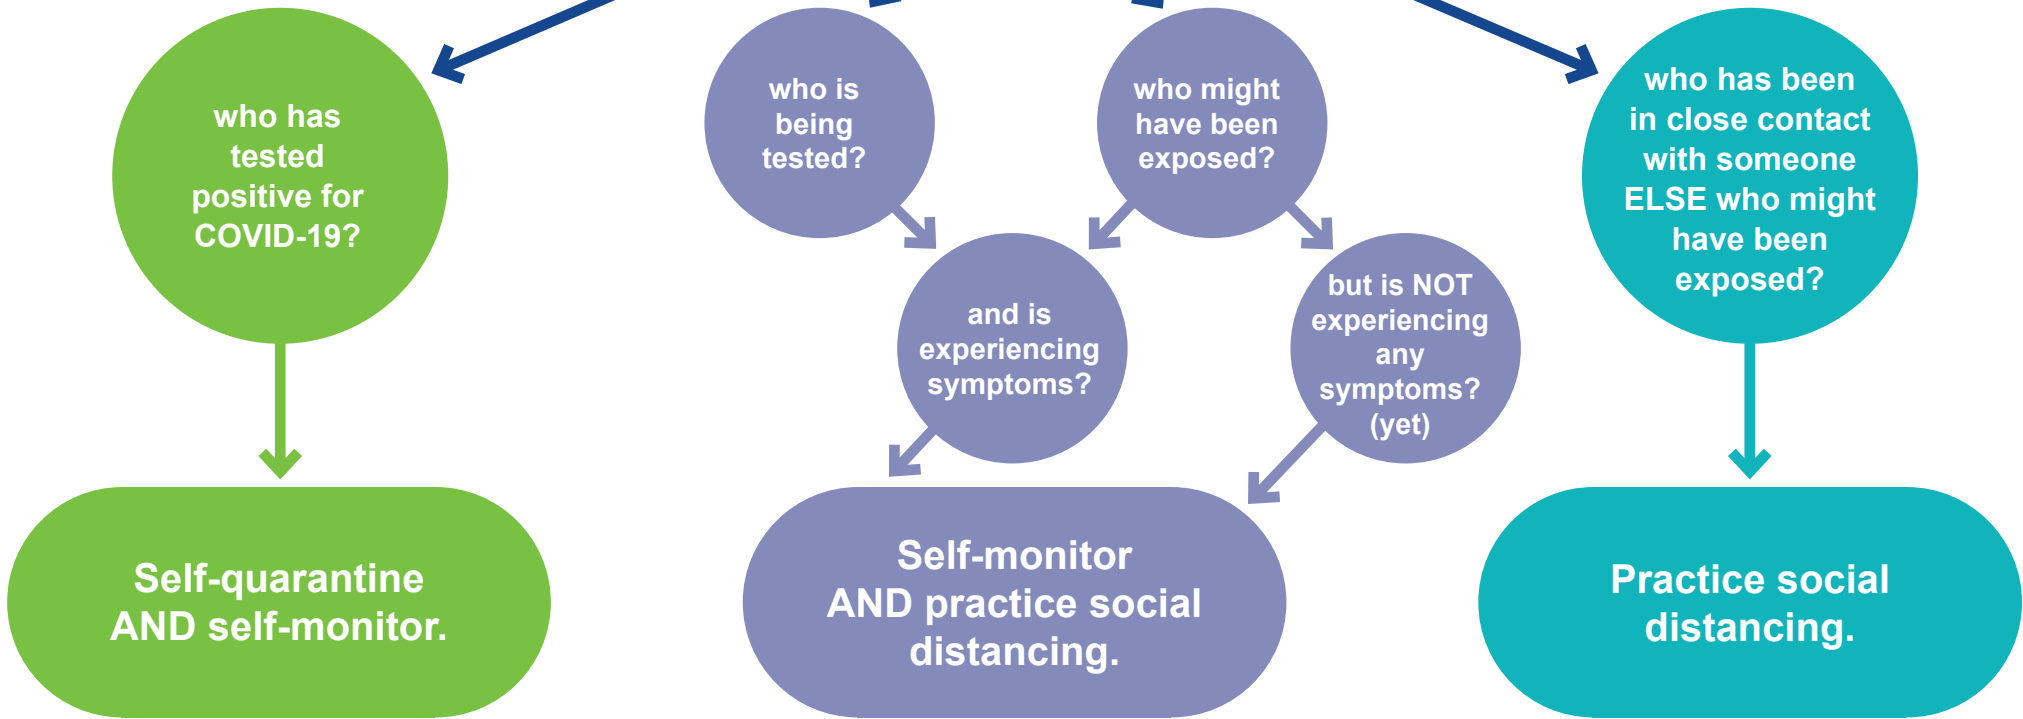 who has
tested
positive for
COVID-19?
who is
being
tested?
who might
have been
exposed?
who has been
in close contact
with someone
ELSE who might
have been
exposed?
and is
experiencing
symptoms?
but is NOT
experiencing
any
symptoms?
(yet)
Self-quarantine
AND self-monitor.
Self-monitor
AND practice social
distancing.
Practice social
distancing.